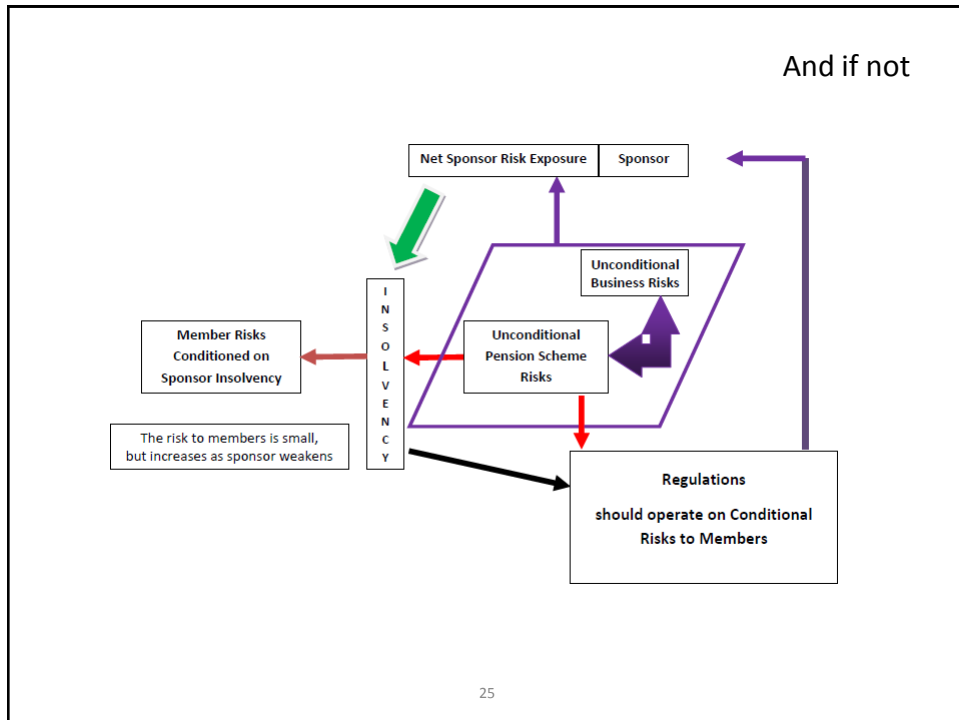 And if not
Net Sponsor Risk Exposure
Sponsor
Unconditional
Business Risks
INSOLVENCY
Member Risks
Conditioned on
Sponsor Insolvency
Unconditional
Pension Scheme
Risks
The risk to members is small,
but increases as sponsor weakens
Regulations
should operate on Conditional
Risks to Members
25